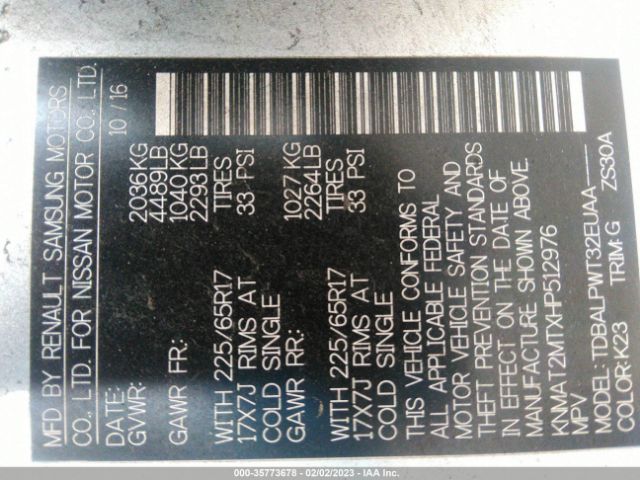 MFD BY RENAULT SAMSUNG MOTORS
CO., LTD. FOR NISSAN MOTOR CO., LTD.
DATE: 10 / 16
GVWR: 2036KG
4489LB
GAWR FR: 1040KG
2293LB
WITH 225/65R17 TIRES
17X7J RIMS AT 33 PSI
COLD SINGLE
GAWR RR: 1027KG
2264LB
WITH 225/65R17 TIRES
17X7J RIMS AT 33 PSI
COLD SINGLE
THIS VEHICLE CONFORMS TO
ALL APPLICABLE FEDERAL
MOTOR VEHICLE SAFETY AND
THEFT PREVENTION STANDARDS
IN EFFECT ON THE DATE OF
MANUFACTURE SHOWN ABOVE.
KNMAT2MTXHP512976
MPV
MODEL:TDBALPWT32EUAA-----
COLOR:K23 TRIM:G ZS30A
000-35773678 - 02/02/2023 - IAA Inc.